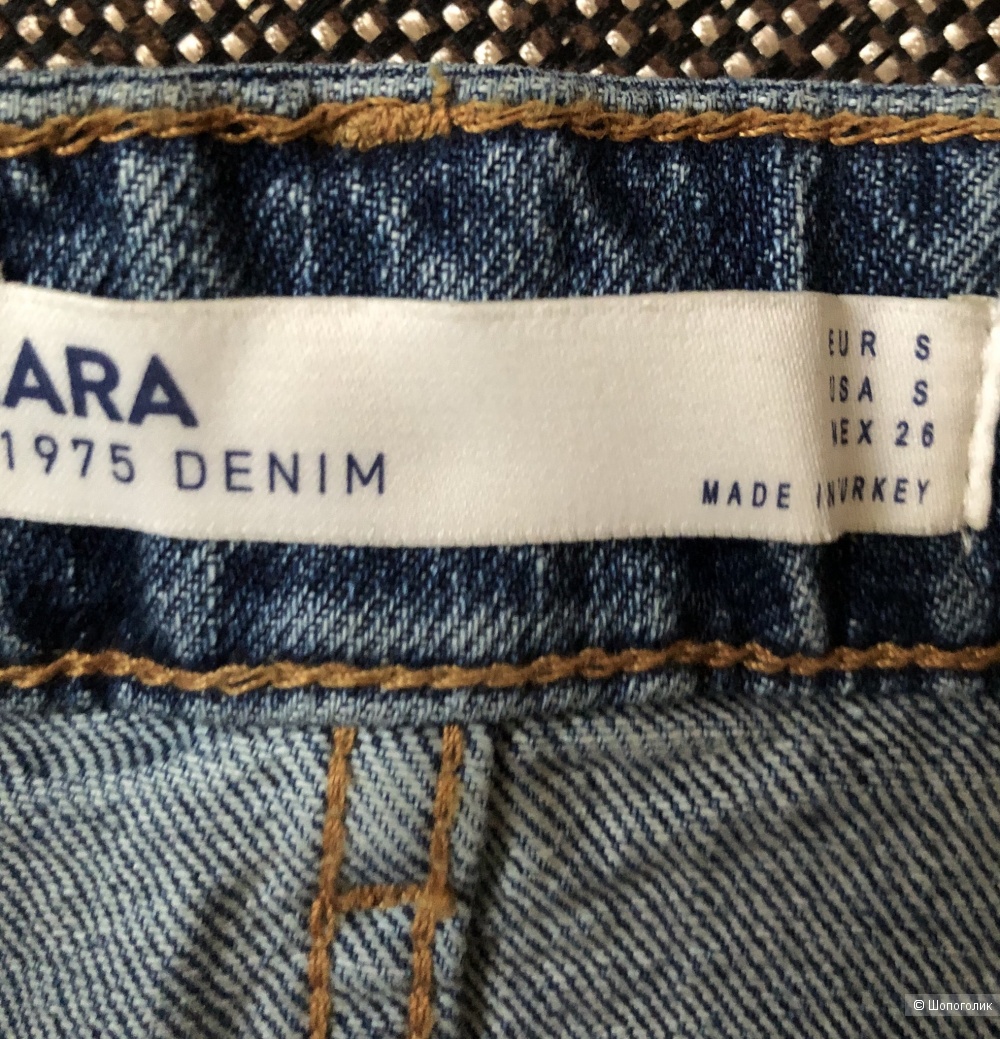 ARA
1975 DENIM
EUR S
USA S
MEX 26
MADE IN TURKEY
© Шопоголик